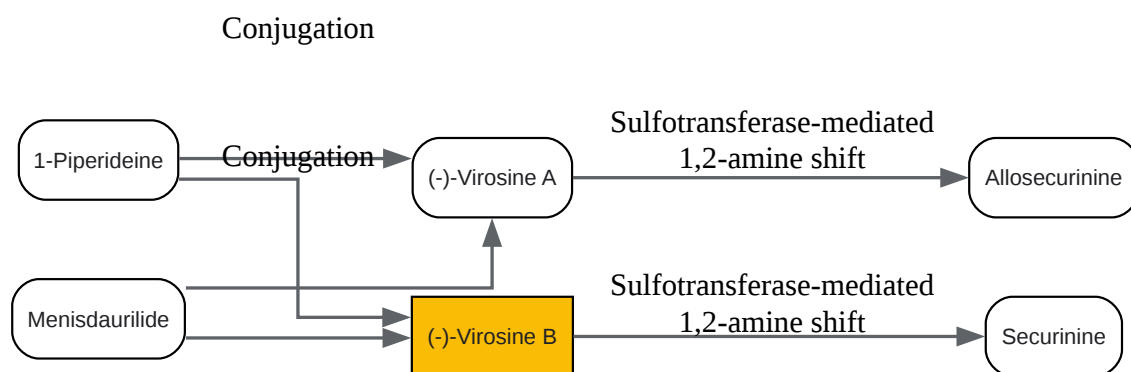 Conjugation
Sulfotransferase-mediated
1,2-amine shift
1-Piperideine
Conjugation
(-)-Virosine A
Allosecurinine
Sulfotransferase-mediated
1,2-amine shift
Menisdaurilide
(-)-Virosine B
Securinine